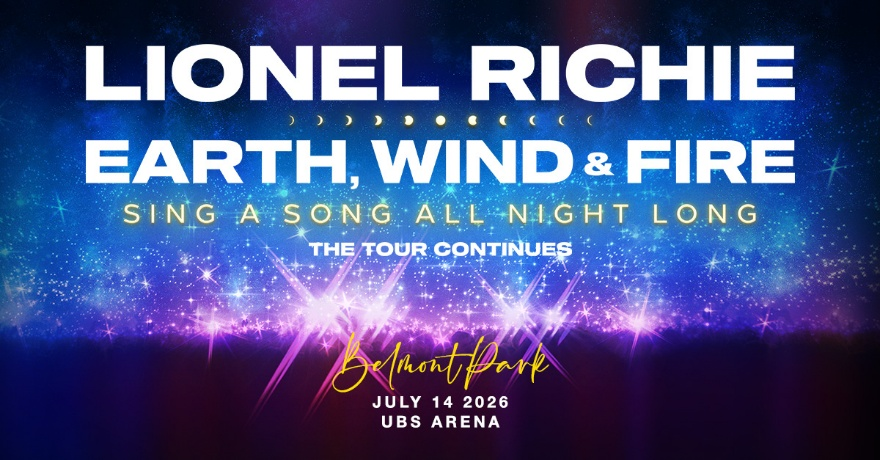 LIONEL RICHIE
EARTH, WIND & FIRE
SING A SONG ALL NIGHT LONG
THE TOUR CONTINUES
Belmont Park
JULY 14 2026
UBS ARENA